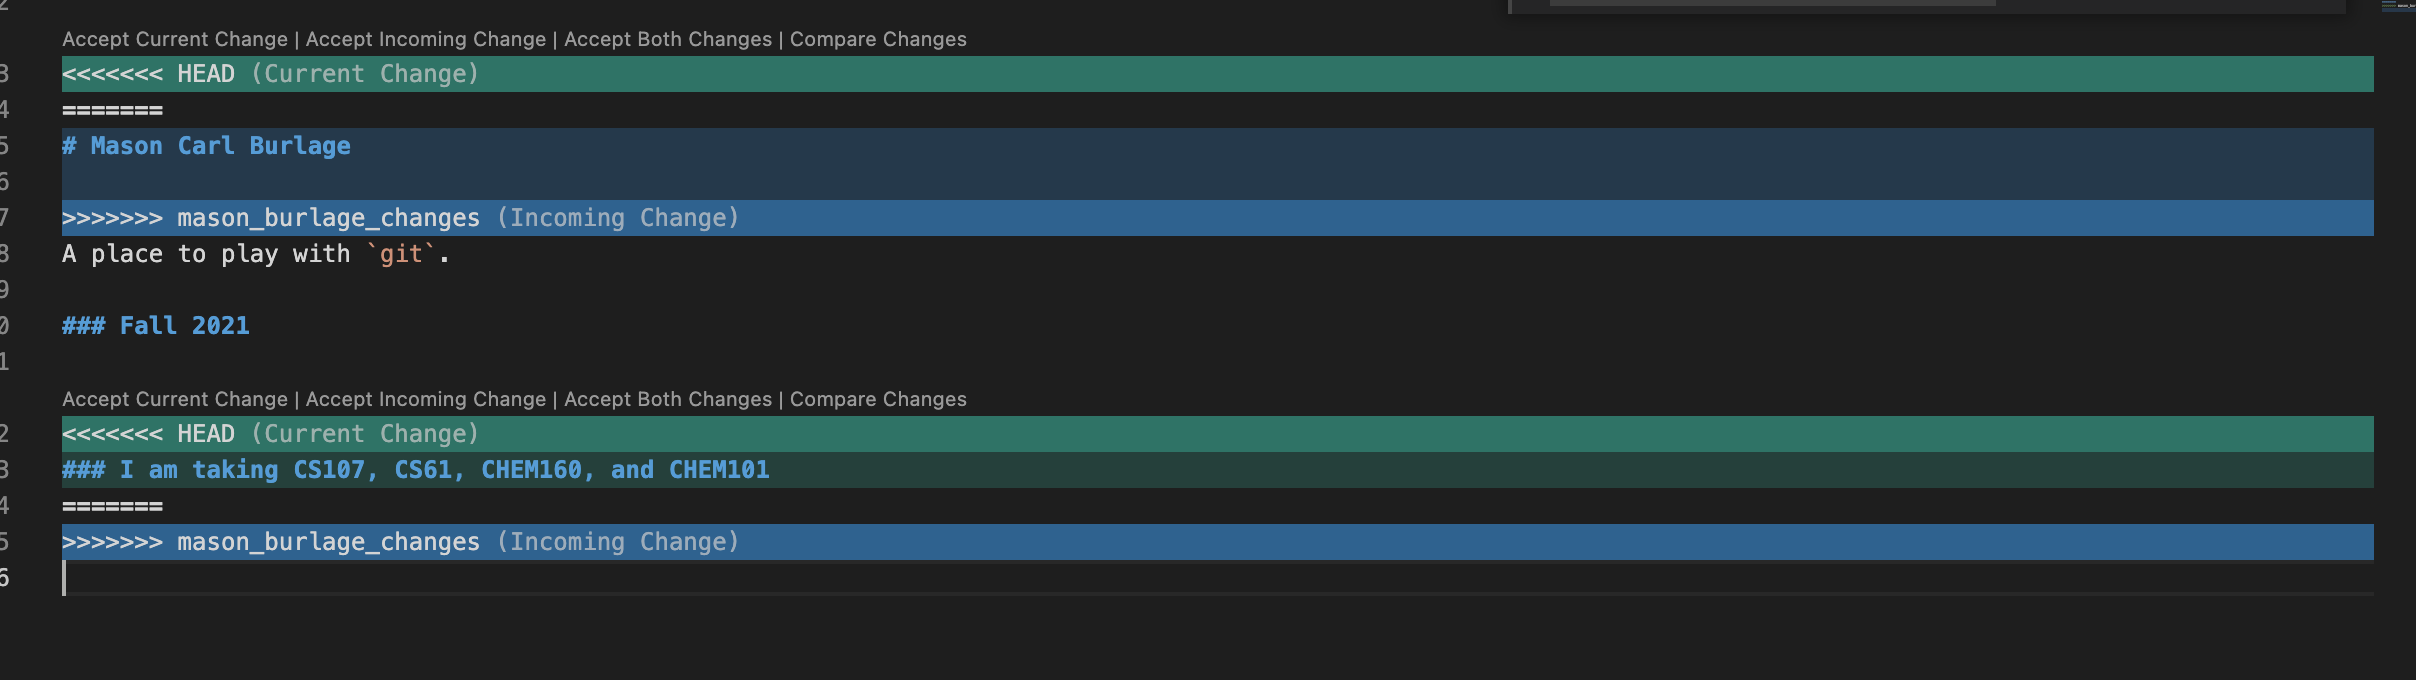 2
Accept Current Change | Accept Incoming Change | Accept Both Changes | Compare Changes
3 <<<<<<< HEAD (Current Change)
4 =======
5 # Mason Carl Burlage
6
7 >>>>>>> mason_burlage_changes (Incoming Change)
8 A place to play with `git`.
9
0 ### Fall 2021
1
Accept Current Change | Accept Incoming Change | Accept Both Changes | Compare Changes
2 <<<<<<< HEAD (Current Change)
3 ### I am taking CS107, CS61, CHEM160, and CHEM101
4 =======
5 >>>>>>> mason_burlage_changes (Incoming Change)
6